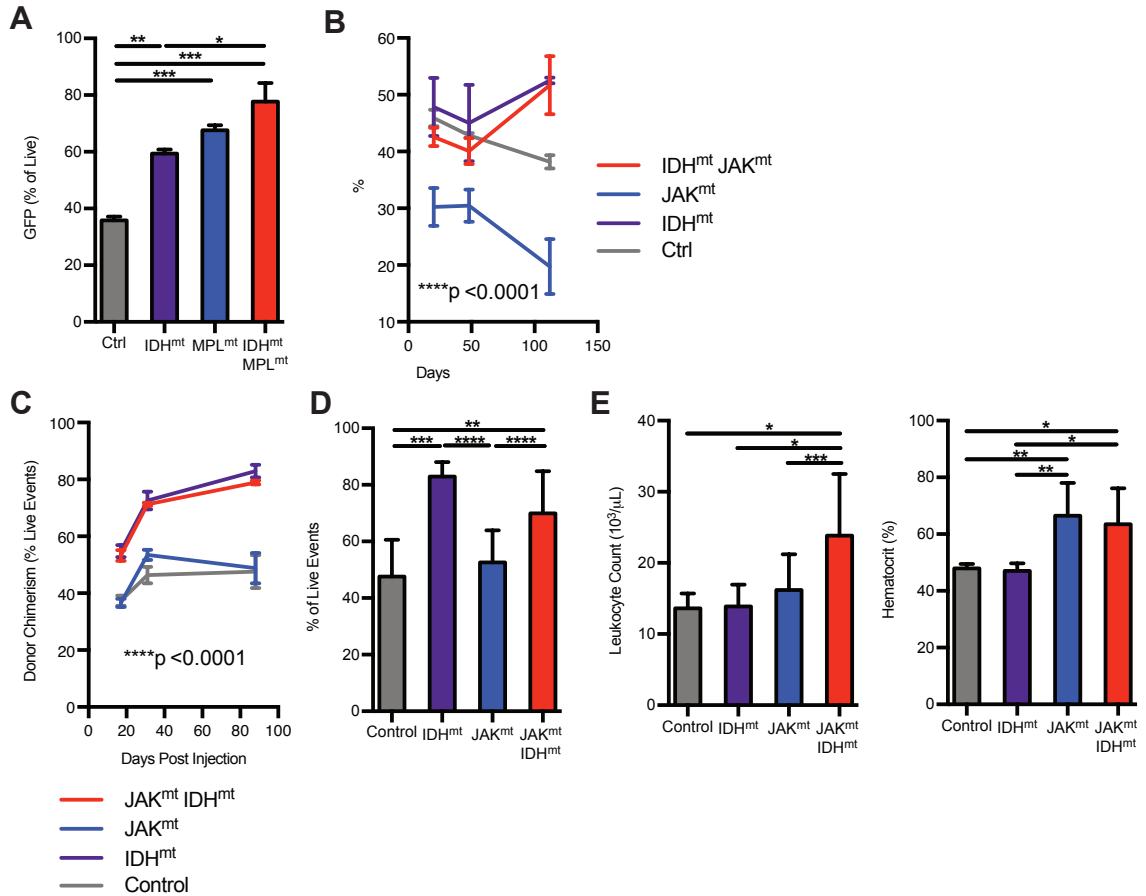 A
GFP (% of Live)
100
80
60
40
20
0
** *
***
***
Ctrl IDHmt MPLmt IDHmt
MPLmt
B
%
60
50
40
30
20
10
****p <0.0001
0 50 100 150
Days
IDHmt JAKmt
JAKmt
IDHmt
Ctrl
C
Donor Chimerism (% Live Events)
100
80
60
40
20
0
****p <0.0001
0 20 40 60 80 100
Days Post Injection
JAKmt IDHmt
JAKmt
IDHmt
Control
D
% of Live Events
100
80
60
40
20
0
**
*** **** ****
Control IDHmt JAKmt JAKmt
IDHmt
E
Leukocyte Count (10³/µL)
40
30
20
10
0
*
*
***
Control IDHmt JAKmt JAKmt
IDHmt
Hematocrit (%)
100
80
60
40
20
0
*
*
**
**
Control IDHmt JAKmt JAKmt
IDHmt